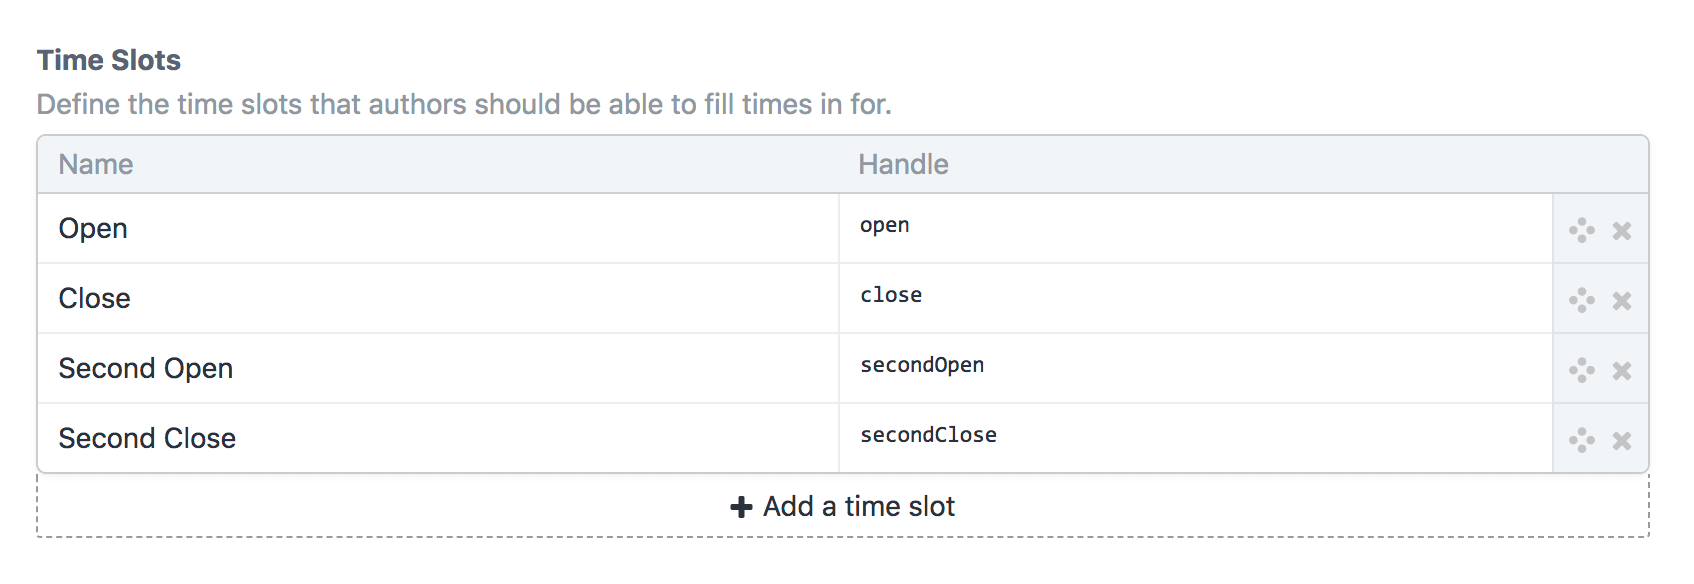 Time Slots
Define the time slots that authors should be able to fill times in for.
Name Handle
Open open
Close close
Second Open secondOpen
Second Close secondClose
Add a time slot